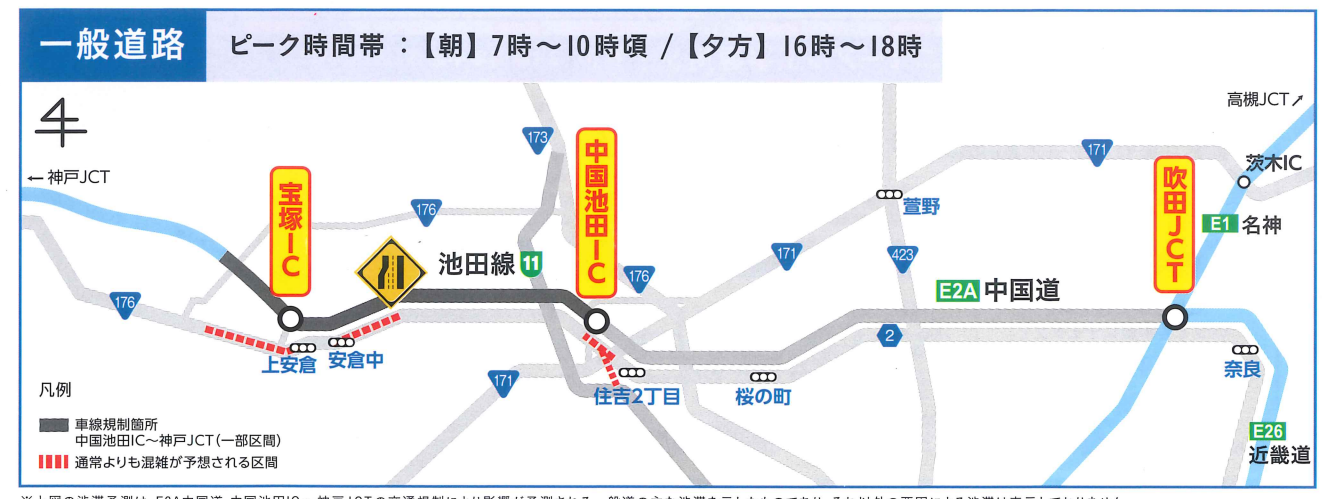 一般道路
ピーク時間帯：【朝】7時～10時頃 /【夕方】16時～18時
高槻JCT↗
173
中国池田IC
171
茨木IC
←神戸JCT
宝塚IC
吹田JCT
176
萱野
E1 名神
池田線 11
171
423
176
E2A 中国道
176
2
上安倉
安倉中
奈良
171
住吉2丁目
桜の町
凡例
車線規制箇所
中国池田IC～神戸JCT（一部区間）
通常よりも混雑が予想される区間
E26
近畿道